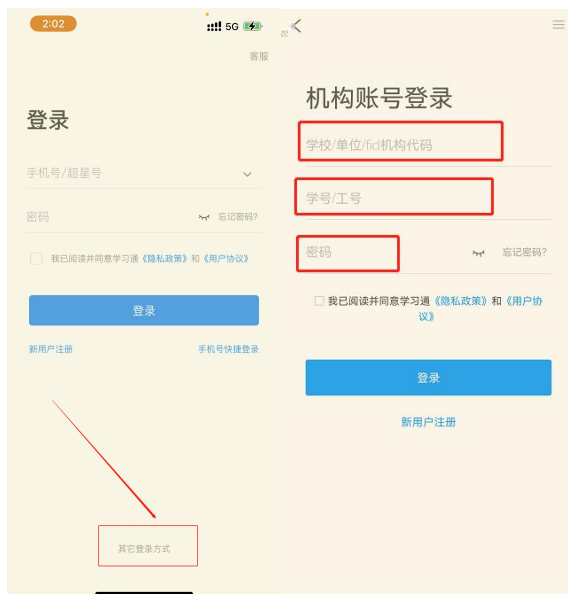 2:02
5G
客服
登录
手机号/超星号
密码
忘记密码?
我已阅读并同意学习通《隐私政策》和《用户协议》
登录
新用户注册
手机号快捷登录
其它登录方式
机构账号登录
学校/单位/fid机构代码
学号/工号
密码
忘记密码?
我已阅读并同意学习通《隐私政策》和《用户协
议》
登录
新用户注册